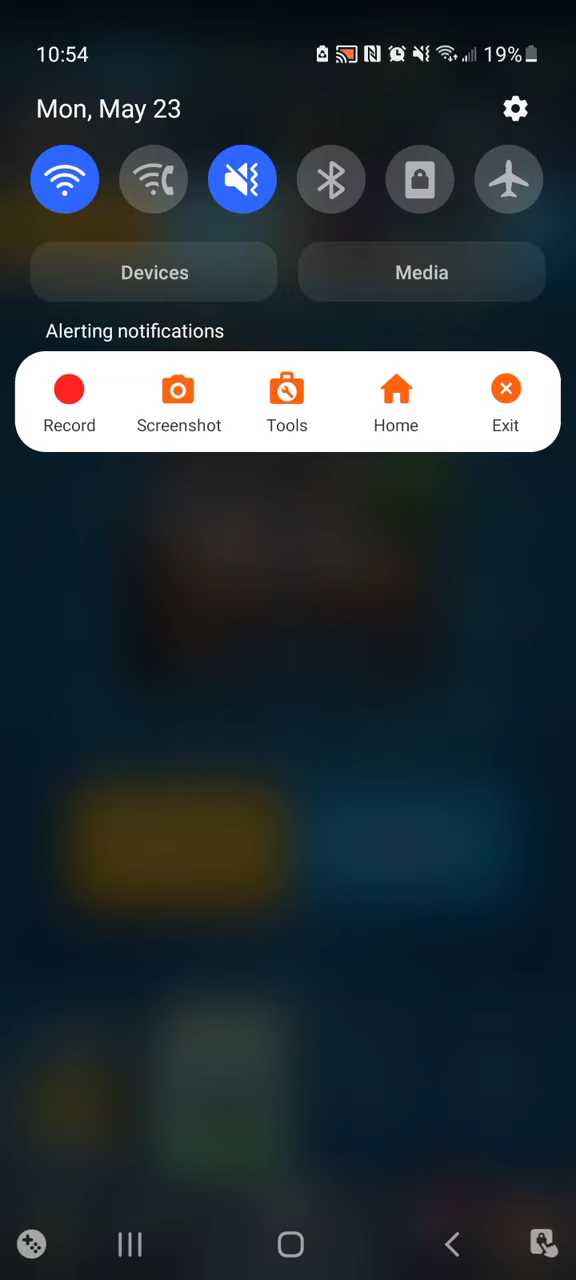 10:54 19%
Mon, May 23
Devices Media
Alerting notifications
Record Screenshot Tools Home Exit